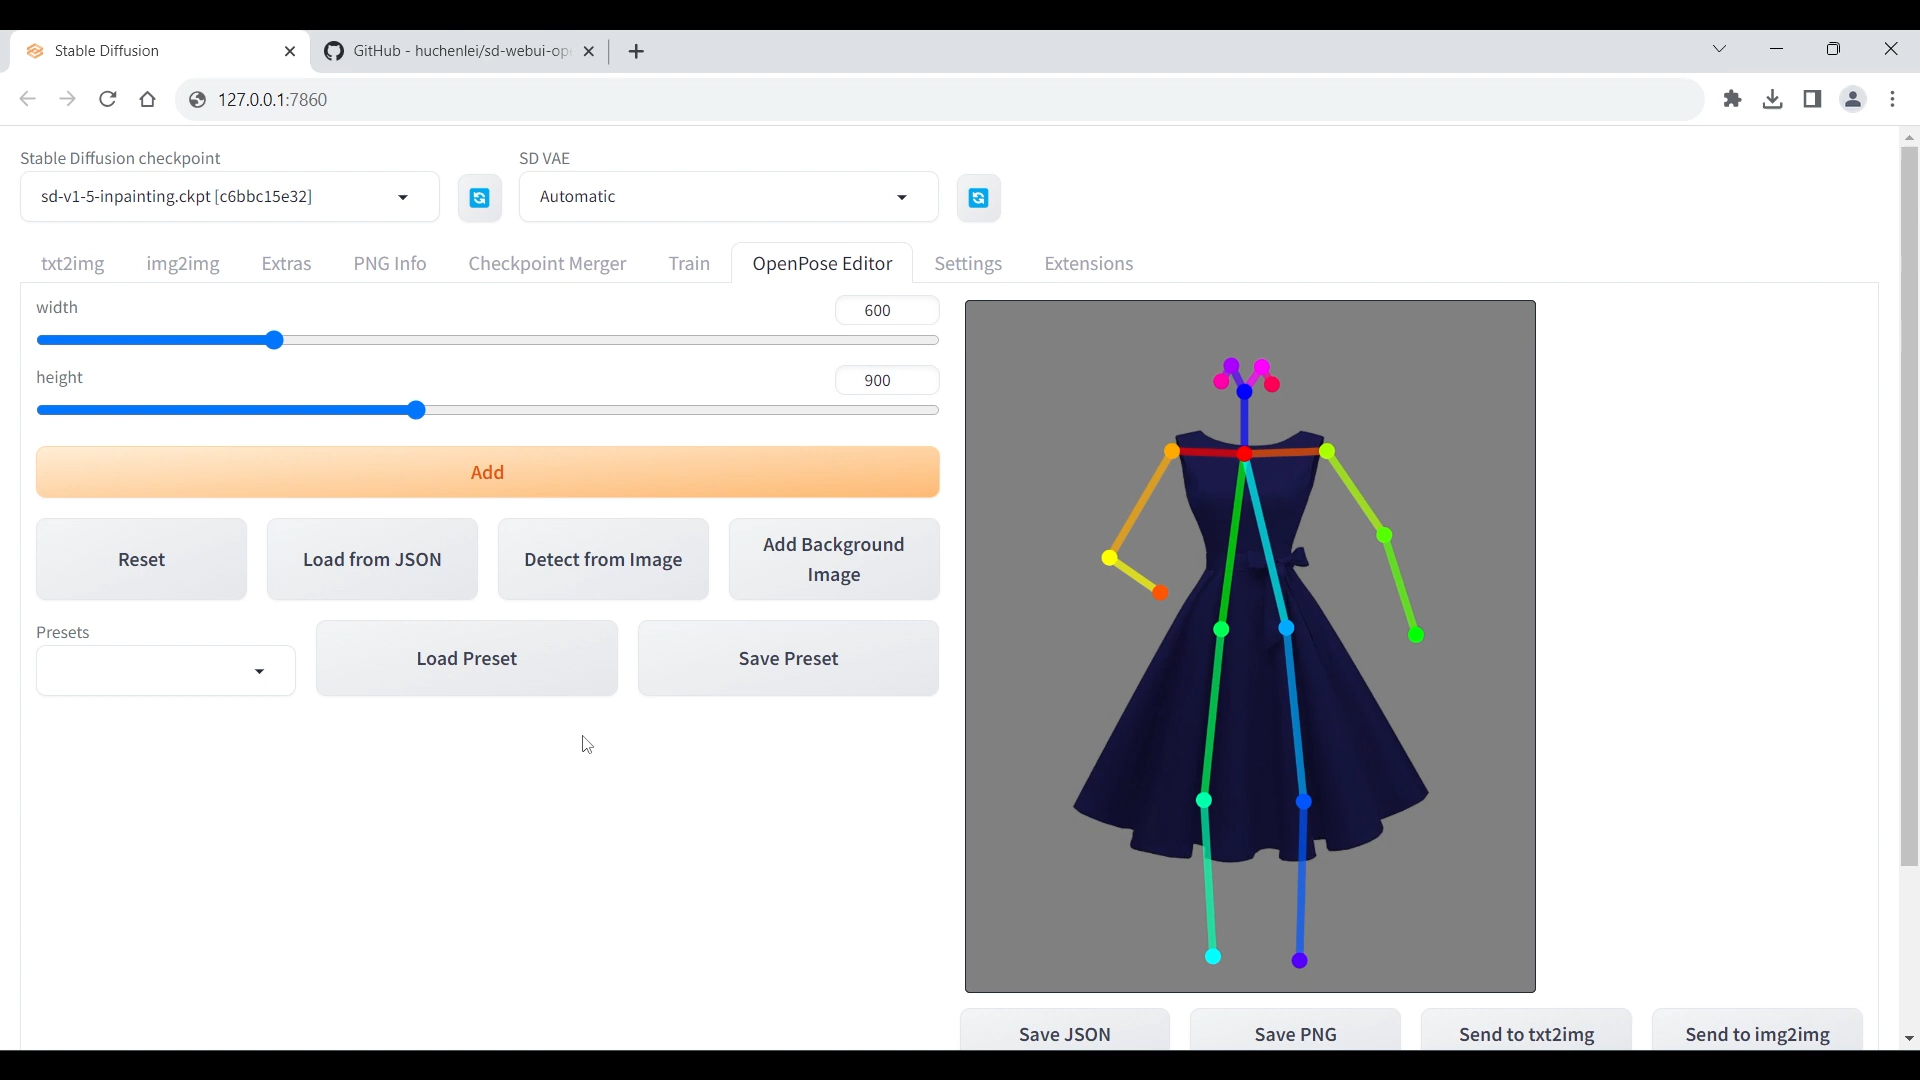 Stable Diffusion
GitHub - huchenlei/sd-webui-op
127.0.0.1:7860
Stable Diffusion checkpoint
SD VAE
sd-v1-5-inpainting.ckpt [c6bbc15e32]
Automatic
txt2img
img2img
Extras
PNG Info
Checkpoint Merger
Train
OpenPose Editor
Settings
Extensions
width
600
height
900
Add
Reset
Load from JSON
Detect from Image
Add Background
Image
Presets
Load Preset
Save Preset
Save JSON
Save PNG
Send to txt2img
Send to img2img